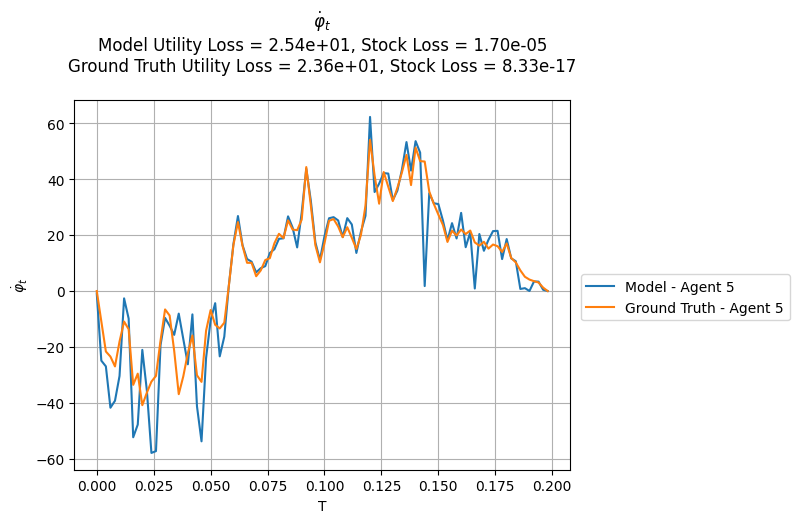 φ̇ₜ
Model Utility Loss = 2.54e+01, Stock Loss = 1.70e-05
Ground Truth Utility Loss = 2.36e+01, Stock Loss = 8.33e-17
60
40
20
0
−20
−40
−60
φ̇ₜ
0.000 0.025 0.050 0.075 0.100 0.125 0.150 0.175 0.200
T
Model - Agent 5
Ground Truth - Agent 5